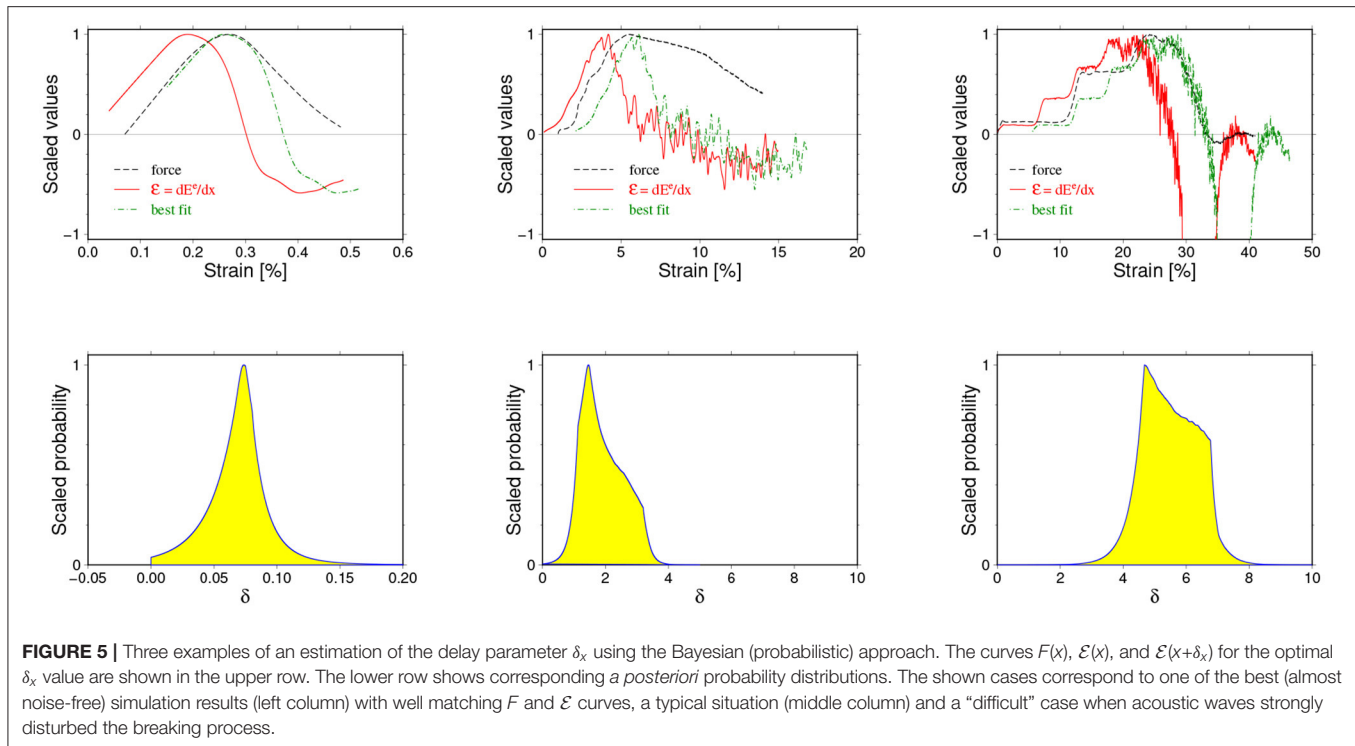 Scaled values
1
0
−1
force
Ɛ = dEᵉ/dx
best fit
0.0 0.1 0.2 0.3 0.4 0.5 0.6
Strain [%]
Scaled values
1
0
−1
force
Ɛ = dEᵉ/dx
best fit
0 5 10 15 20
Strain [%]
Scaled values
1
0
−1
force
Ɛ = dEᵉ/dx
best fit
0 10 20 30 40 50
Strain [%]
Scaled probability
1
0
−0.05 0.00 0.05 0.10 0.15 0.20
δ
Scaled probability
1
0
0 2 4 6 8 10
δ
Scaled probability
1
0
0 2 4 6 8 10
δ
FIGURE 5 | Three examples of an estimation of the delay parameter δₓ using the Bayesian (probabilistic) approach. The curves F(x), ℰ(x), and ℰ(x+δₓ) for the optimal
δₓ value are shown in the upper row. The lower row shows corresponding a posteriori probability distributions. The shown cases correspond to one of the best (almost
noise-free) simulation results (left column) with well matching F and ℰ curves, a typical situation (middle column) and a “difficult” case when acoustic waves strongly
disturbed the breaking process.